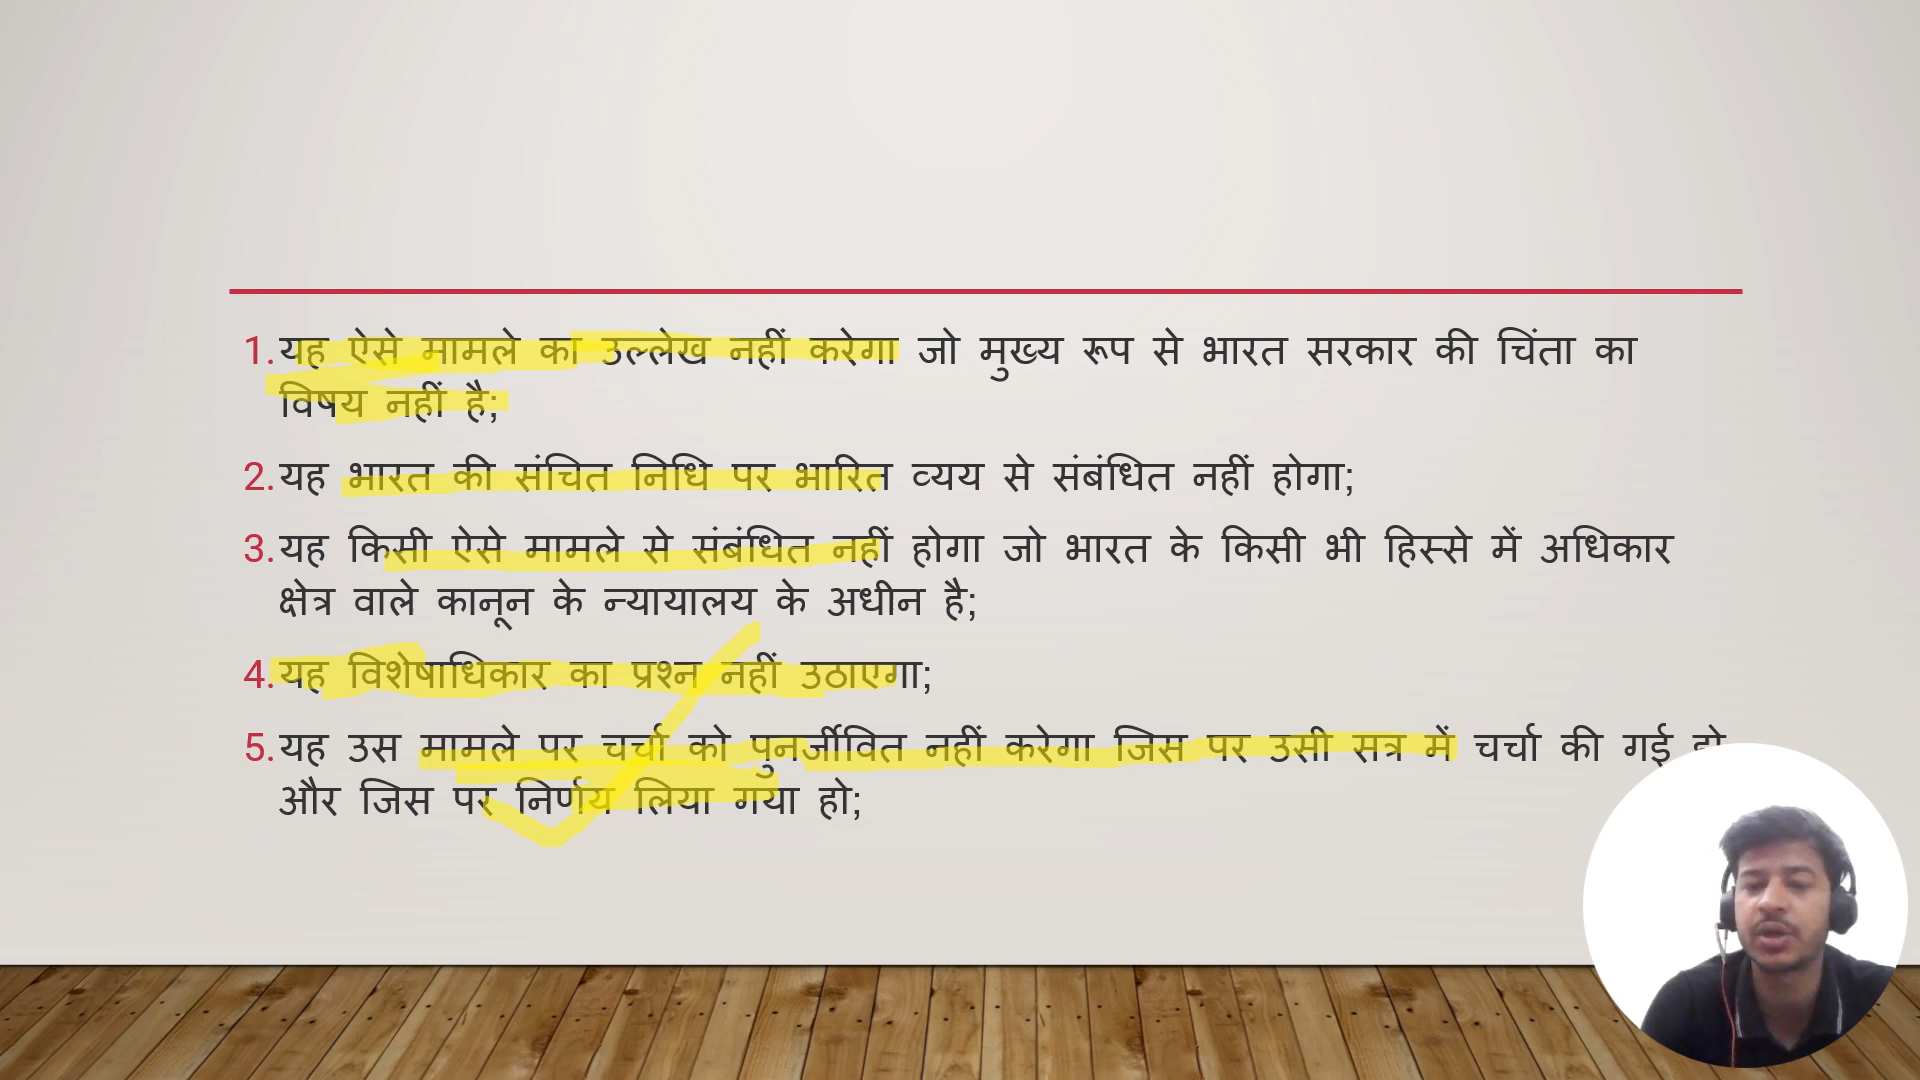 1. यह ऐसे मामले का उल्लेख नहीं करेगा जो मुख्य रूप से भारत सरकार की चिंता का
विषय नहीं है;
2. यह भारत की संचित निधि पर भारित व्यय से संबंधित नहीं होगा;
3. यह किसी ऐसे मामले से संबंधित नहीं होगा जो भारत के किसी भी हिस्से में अधिकार
क्षेत्र वाले कानून के न्यायालय के अधीन है;
4. यह विशेषाधिकार का प्रश्न नहीं उठाएगा;
5. यह उस मामले पर चर्चा को पुनर्जीवित नहीं करेगा जिस पर उसी सत्र में चर्चा की गई हो
और जिस पर निर्णय लिया गया हो;